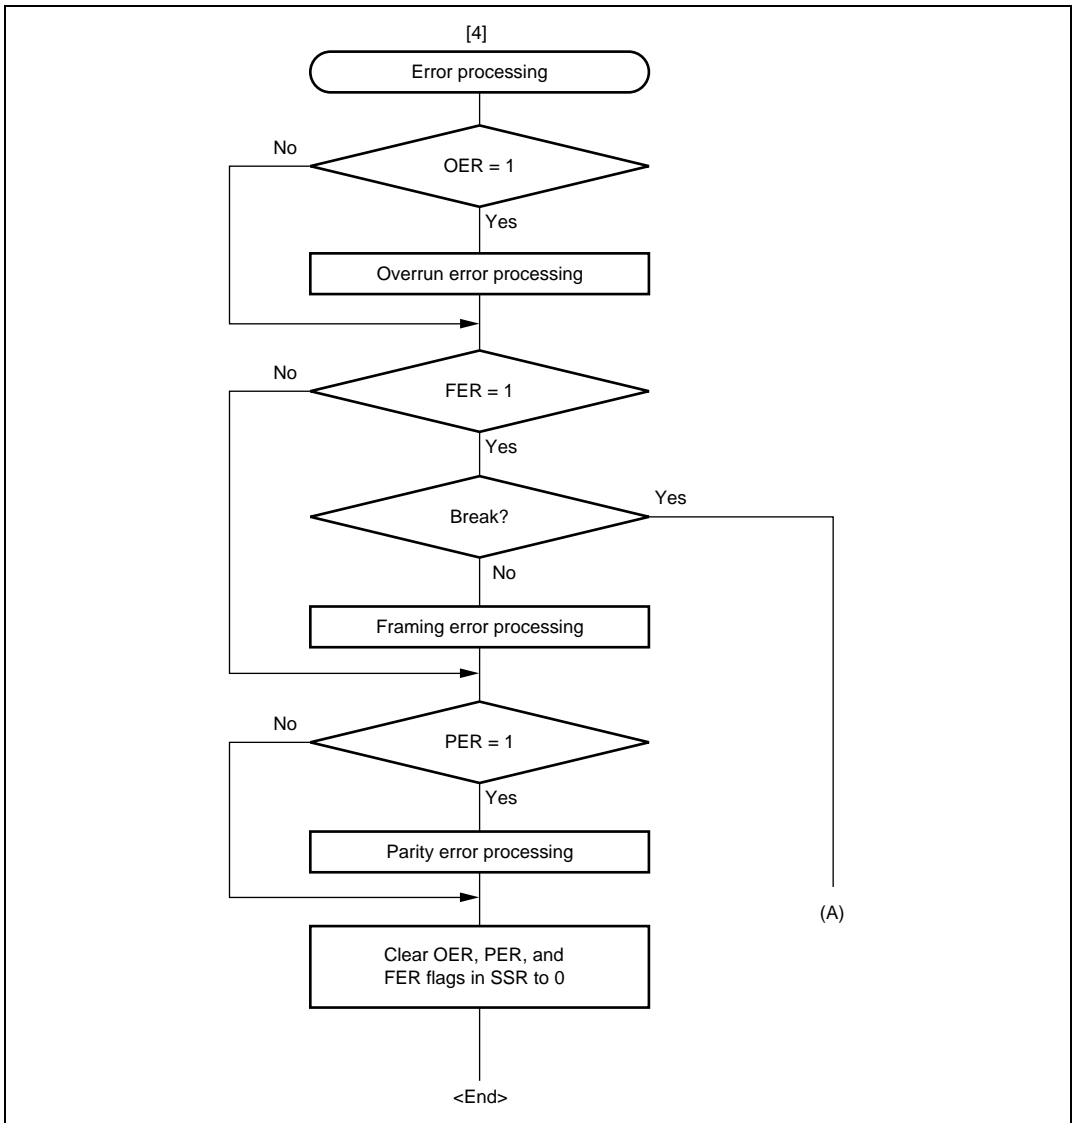 [4]
Error processing
No
OER = 1
Yes
Overrun error processing
No
FER = 1
Yes
Yes
Break?
No
Framing error processing
No
PER = 1
Yes
Parity error processing
(A)
Clear OER, PER, and
FER flags in SSR to 0
<End>